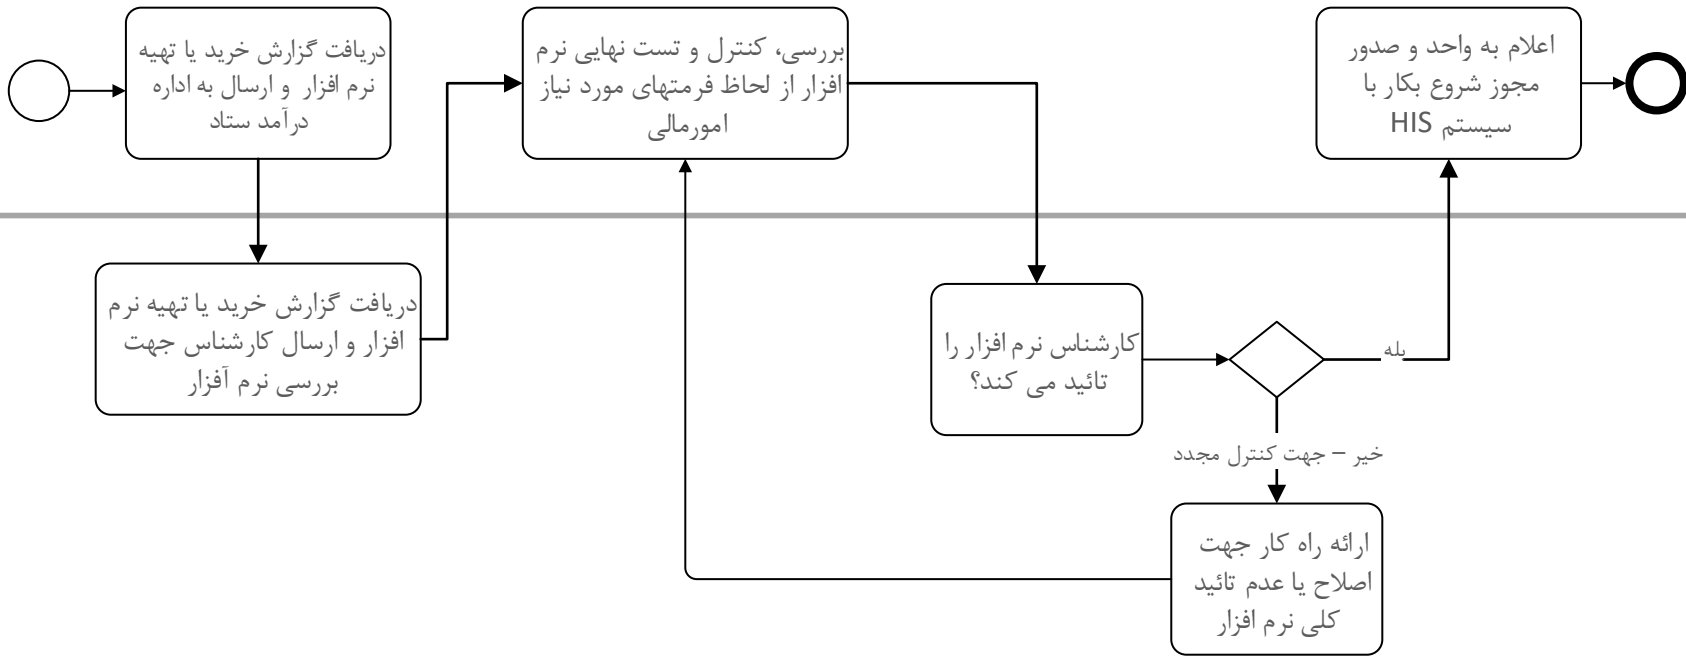 دریافت گزارش خرید یا تهیه
نرم افزار و ارسال به اداره
درآمد ستاد
بررسی، کنترل و تست نهایی نرم
افزار از لحاظ فرمتهای مورد نیاز
امورمالی
اعلام به واحد و صدور
مجوز شروع بکار با
سیستم HIS
دریافت گزارش خرید یا تهیه نرم
افزار و ارسال کارشناس جهت
بررسی نرم آفزار
کارشناس نرم افزار را
تائید می کند؟
بله
خیر – جهت کنترل مجدد
ارائه راه کار جهت
اصلاح یا عدم تائید
کلی نرم افزار